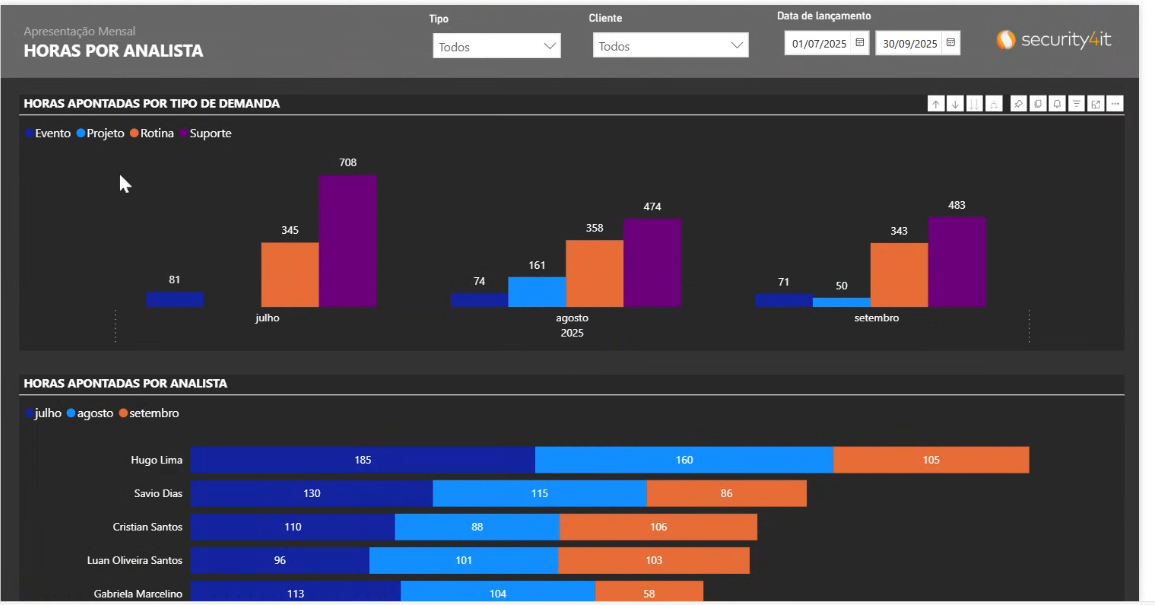 Apresentação Mensal
HORAS POR ANALISTA
Tipo
Todos
Cliente
Todos
Data de lançamento
01/07/2025
30/09/2025
security4it
HORAS APONTADAS POR TIPO DE DEMANDA
Evento Projeto Rotina Suporte
81 345 708
74 161 358 474
71 50 343 483
julho agosto setembro
2025
HORAS APONTADAS POR ANALISTA
julho agosto setembro
Hugo Lima 185 160 105
Savio Dias 130 115 86
Cristian Santos 110 88 106
Luan Oliveira Santos 96 101 103
Gabriela Marcelino 113 104 58